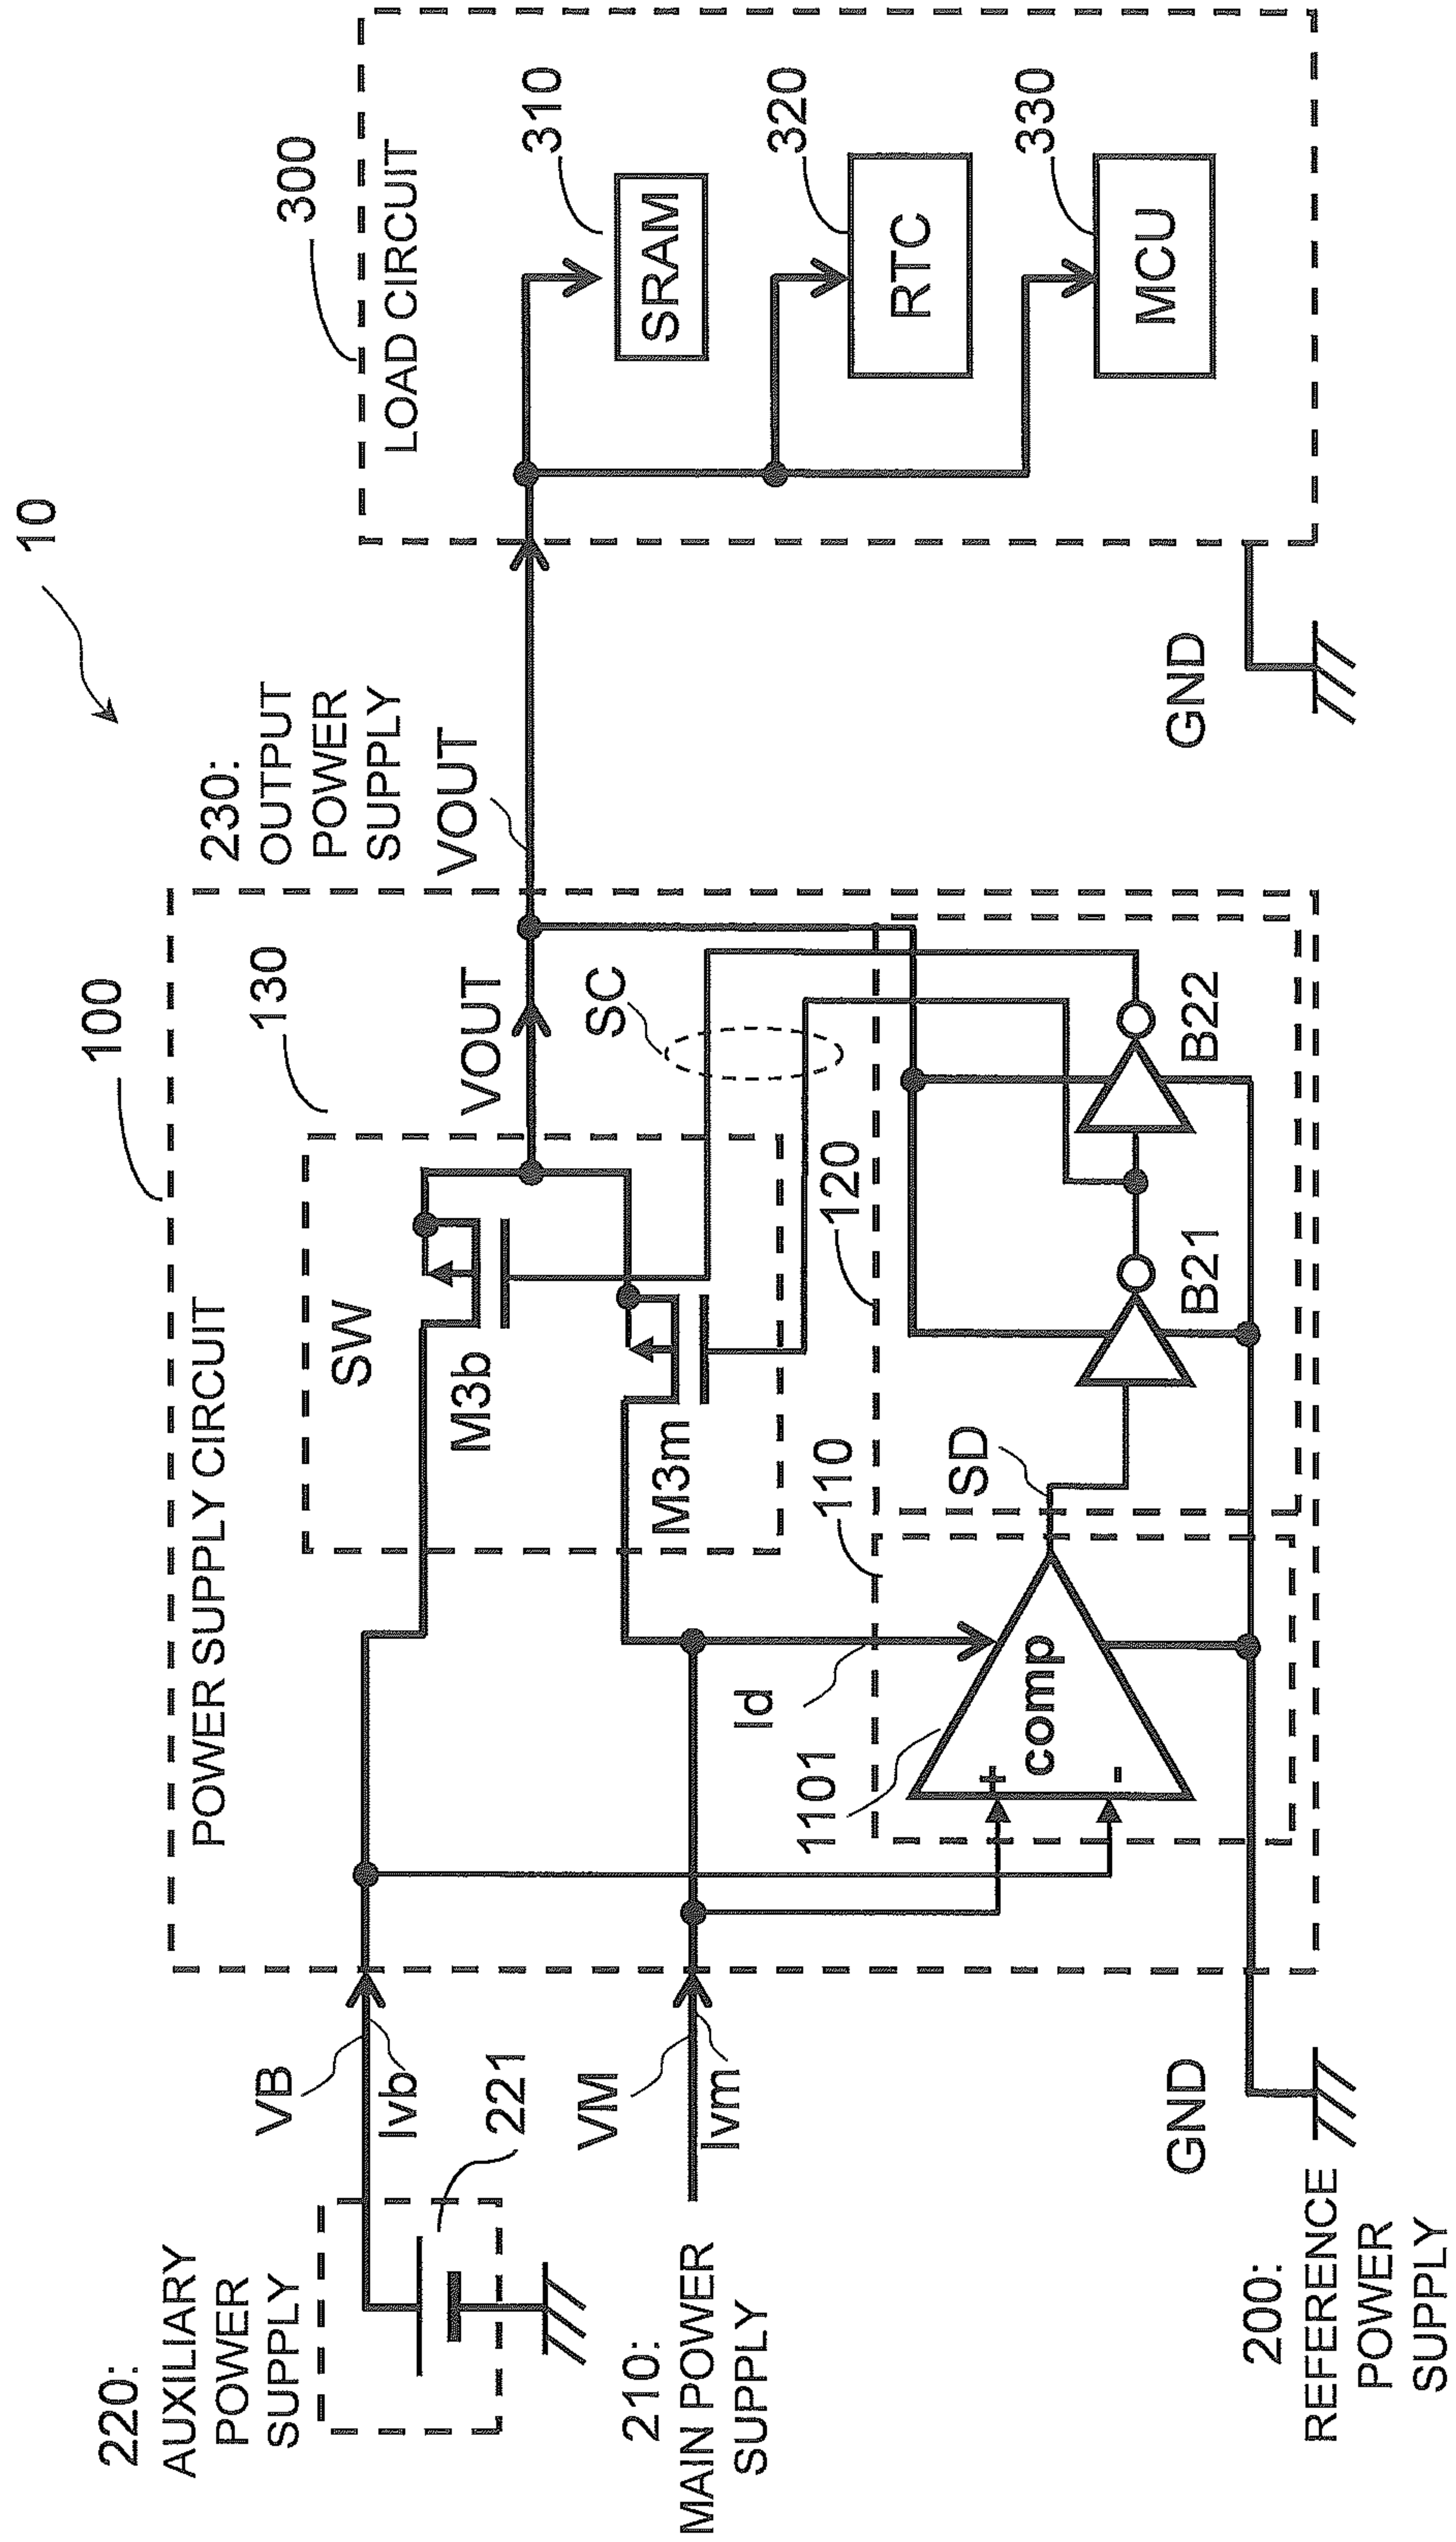 10
100
POWER SUPPLY CIRCUIT
220:
AUXILIARY
POWER
SUPPLY
VB
Ivb
221
210:
MAIN POWER
SUPPLY
VM
Ivm
200:
REFERENCE
POWER
SUPPLY
GND
130
SW
M3b
M3m
VOUT
SC
Id
110
1101
comp
+
-
SD
120
B21
B22
230:
OUTPUT
POWER
SUPPLY
VOUT
300
LOAD CIRCUIT
310
SRAM
320
RTC
330
MCU
GND